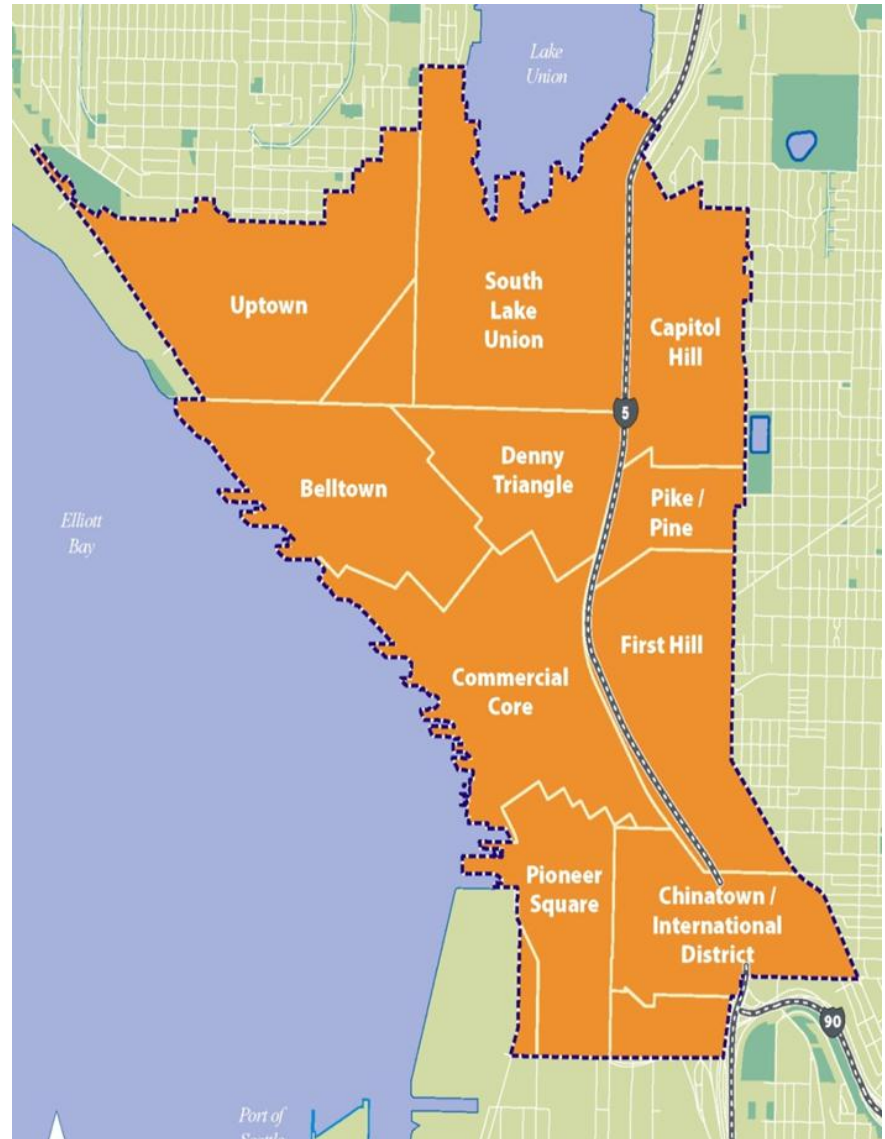 Lake
Union
Uptown
South
Lake
Union
Capitol
Hill
5
Belltown
Denny
Triangle
Pike /
Pine
Elliott
Bay
First Hill
Commercial
Core
Pioneer
Square
Chinatown /
International
District
90
Port of
Seattle